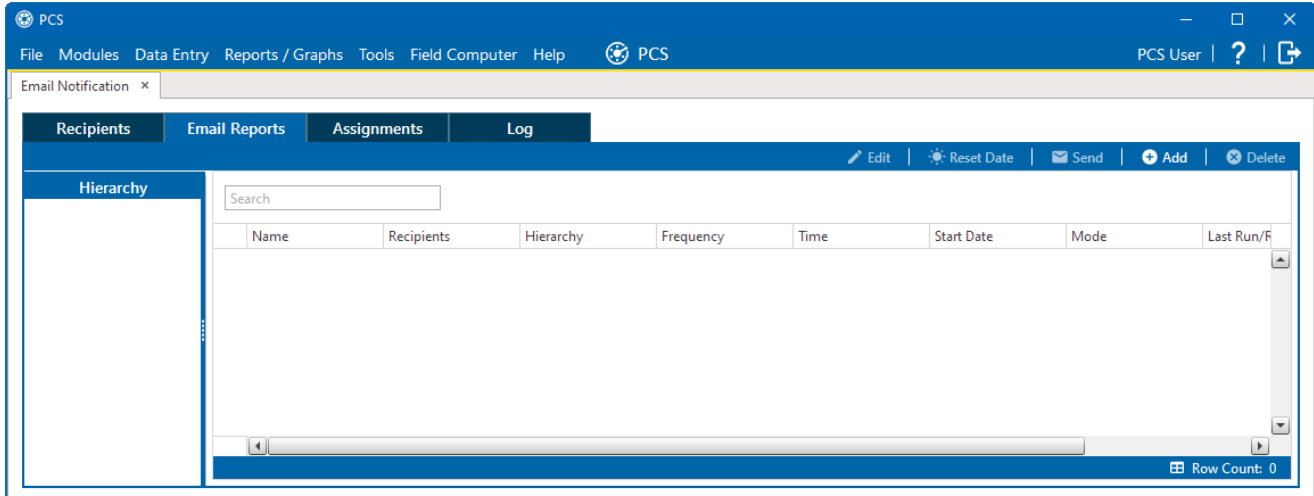 PCS
File Modules Data Entry Reports / Graphs Tools Field Computer Help PCS PCS User | ? |
Email Notification ×
Recipients Email Reports Assignments Log
Edit | Reset Date | Send | Add | Delete
Hierarchy
Search
Name Recipients Hierarchy Frequency Time Start Date Mode Last Run/R
Row Count: 0